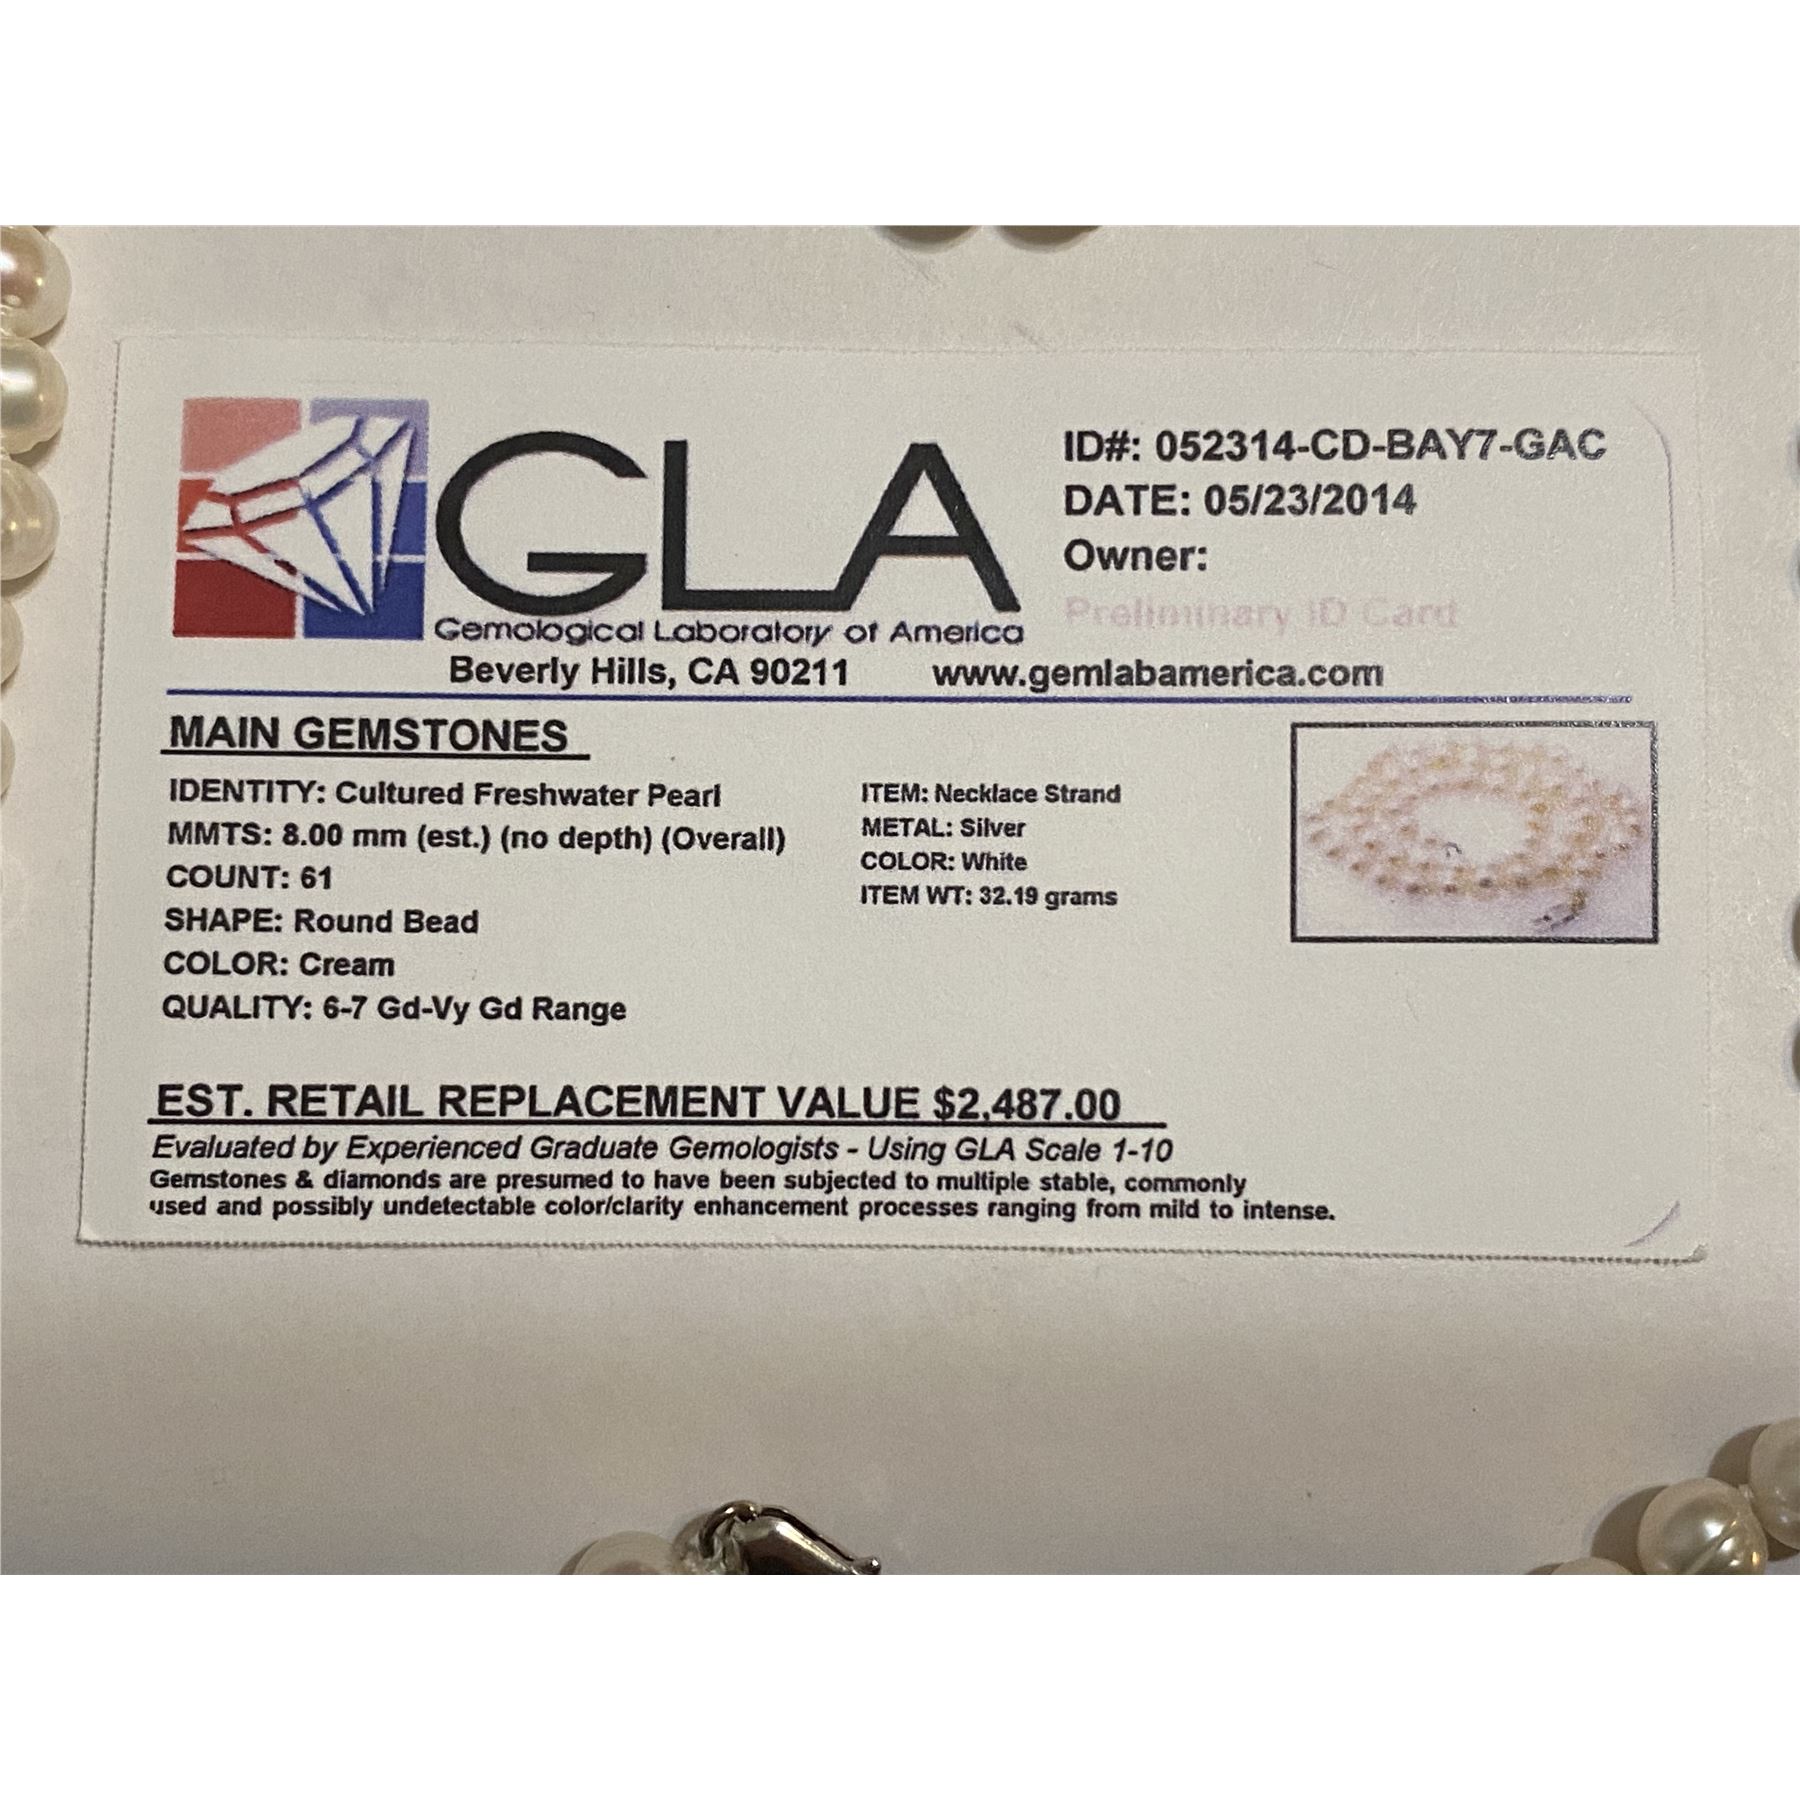 GLA
Gemological Laboratory of America
Beverly Hills, CA 90211 www.gemlabamerica.com
ID#: 052314-CD-BAY7-GAC
DATE: 05/23/2014
Owner:
Preliminary ID Card
MAIN GEMSTONES
IDENTITY: Cultured Freshwater Pearl
MMTS: 8.00 mm (est.) (no depth) (Overall)
COUNT: 61
SHAPE: Round Bead
COLOR: Cream
QUALITY: 6-7 Gd-Vy Gd Range
ITEM: Necklace Strand
METAL: Silver
COLOR: White
ITEM WT: 32.19 grams
EST. RETAIL REPLACEMENT VALUE $2,487.00
Evaluated by Experienced Graduate Gemologists - Using GLA Scale 1-10
Gemstones & diamonds are presumed to have been subjected to multiple stable, commonly
used and possibly undetectable color/clarity enhancement processes ranging from mild to intense.